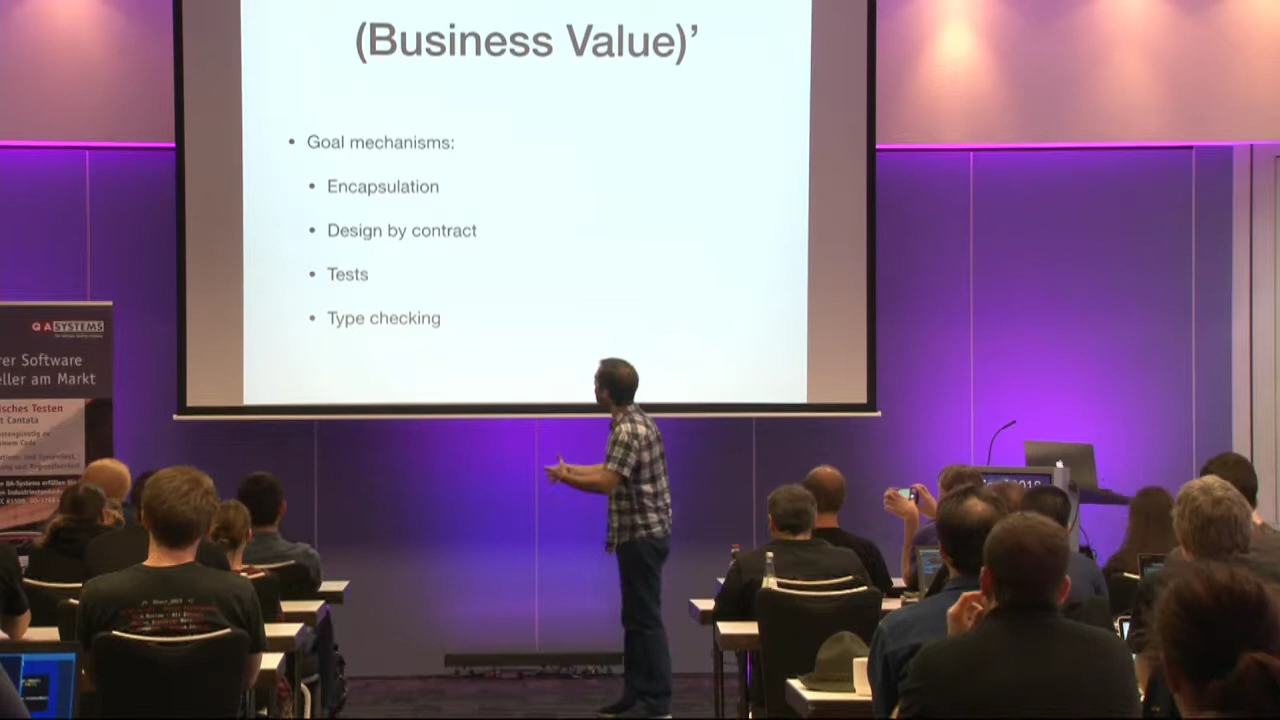 (Business Value)’
• Goal mechanisms:
• Encapsulation
• Design by contract
• Tests
• Type checking
QA SYSTEMS
rer Software
eller am Markt
isches Testen
t Cantata
2018